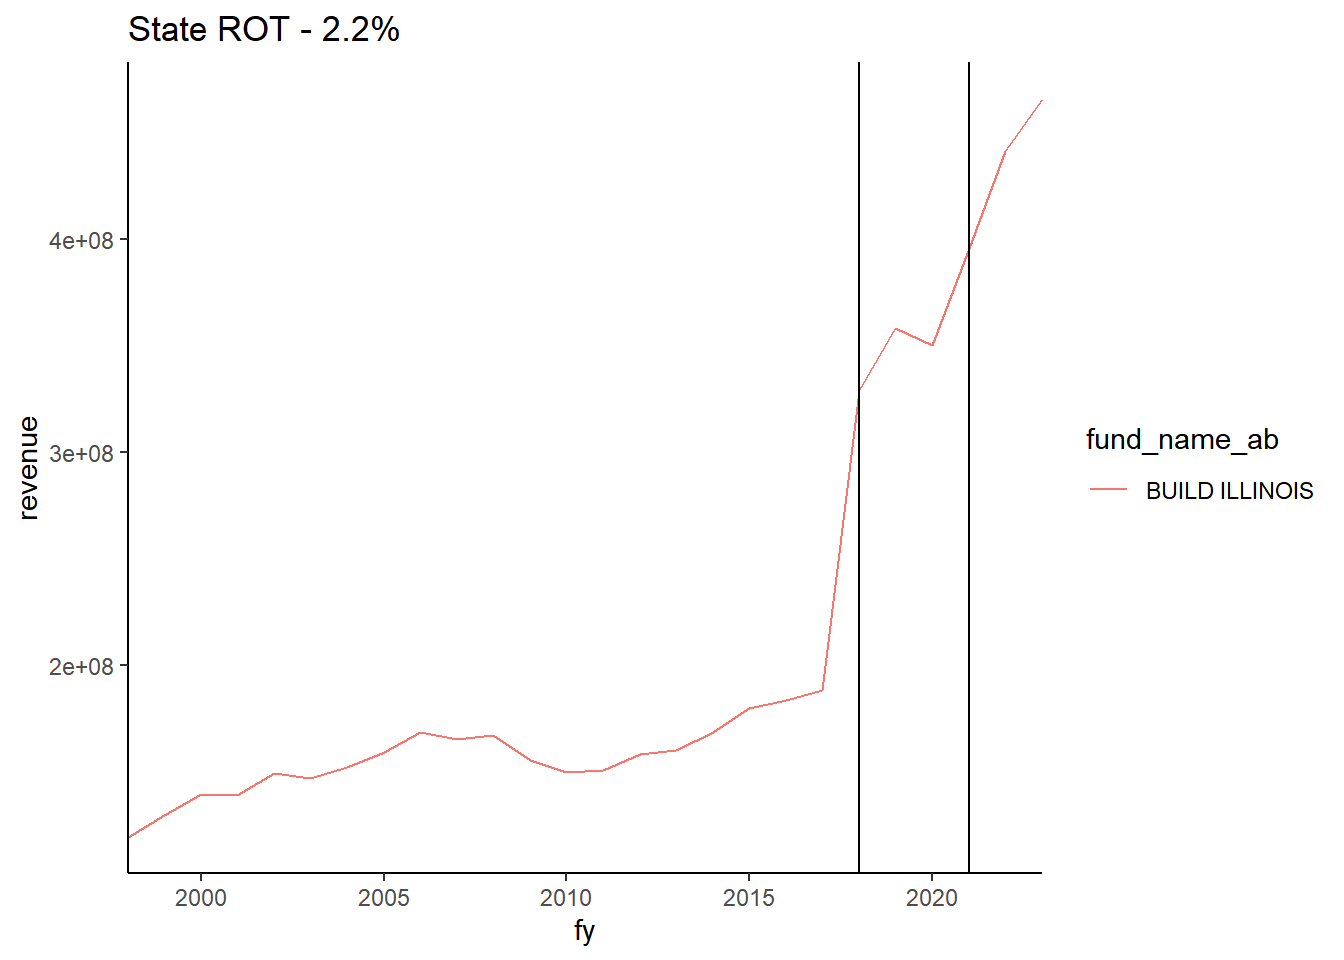 State ROT - 2.2%
revenue
4e+08
3e+08
2e+08
2000
2005
2010
2015
2020
fy
fund_name_ab
BUILD ILLINOIS